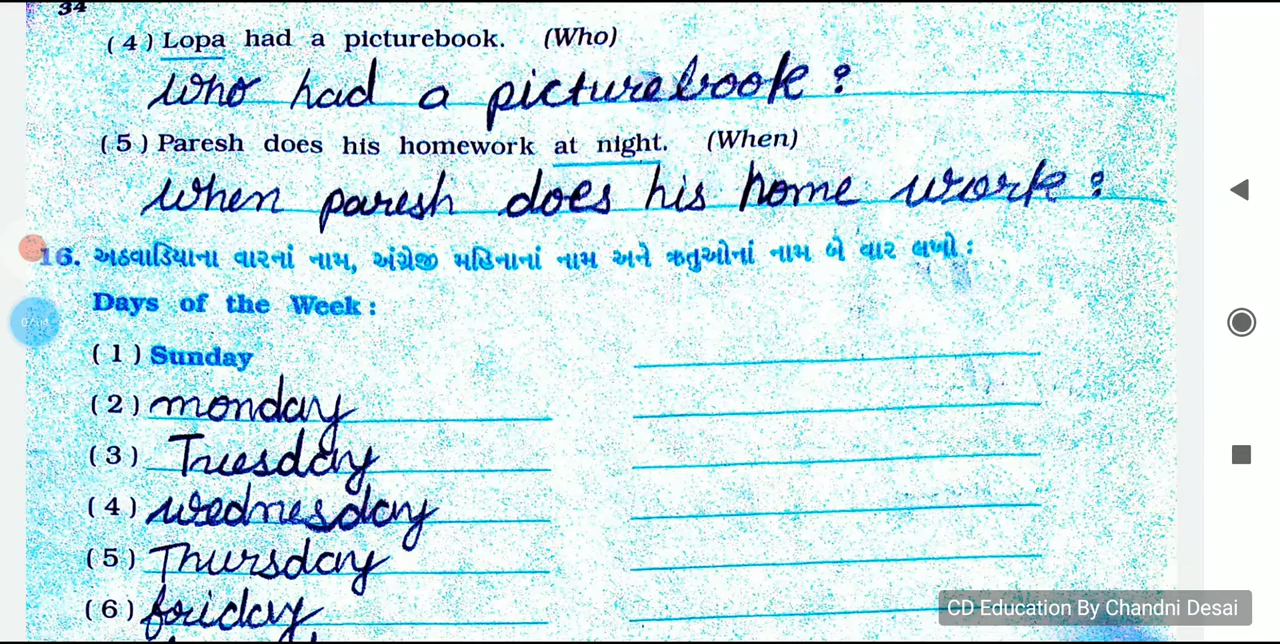 34
(4) Lopa had a picturebook. (Who)
Who had a picturebook?
(5) Paresh does his homework at night. (When)
When paresh does his home work?
16. અઠવાડિયાના વારનાં નામ, અંગ્રેજી મહિનાનાં નામ અને ઋતુઓનાં નામ બે વાર લખો :
Days of the Week :
07:04
(1) Sunday
(2) monday
(3) Tuesday
(4) wednesday
(5) Thursday
(6) friday
CD Education By Chandni Desai